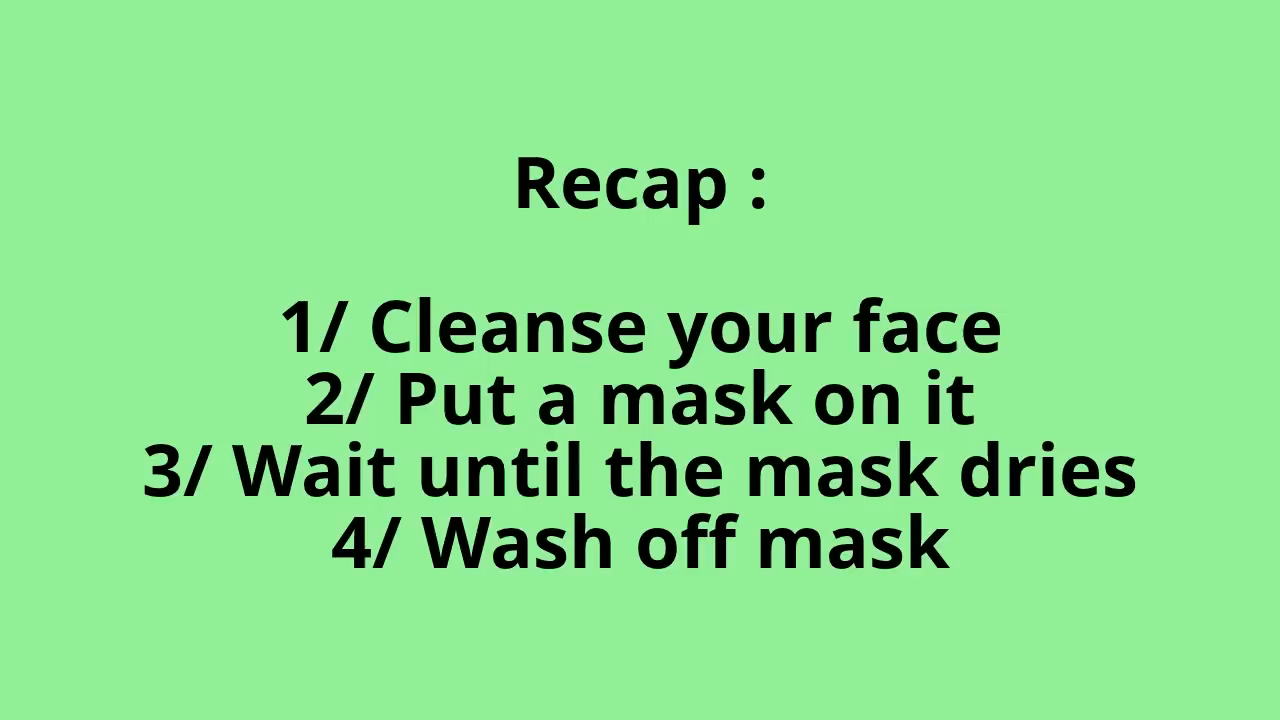 Recap :
1/ Cleanse your face
2/ Put a mask on it
3/ Wait until the mask dries
4/ Wash off mask